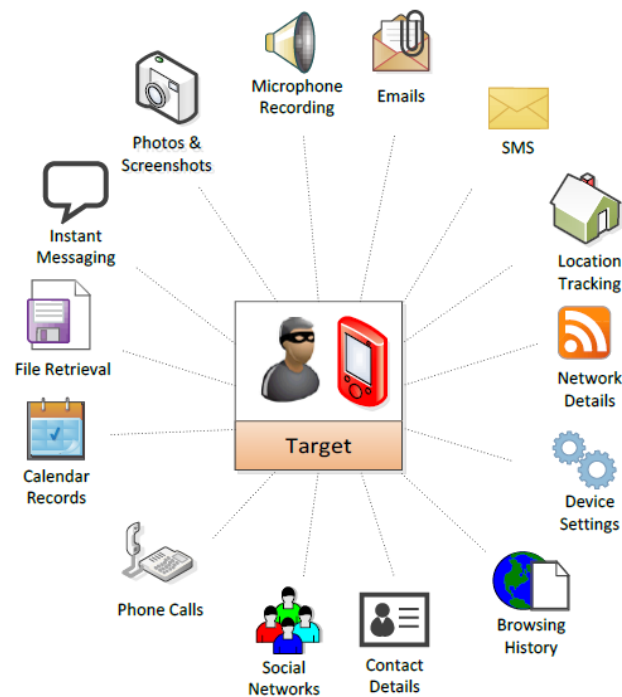 Microphone
Recording
Emails
SMS
Location
Tracking
Network
Details
Device
Settings
Browsing
History
Contact
Details
Social
Networks
Phone Calls
Calendar
Records
File Retrieval
Instant
Messaging
Photos &
Screenshots
Target